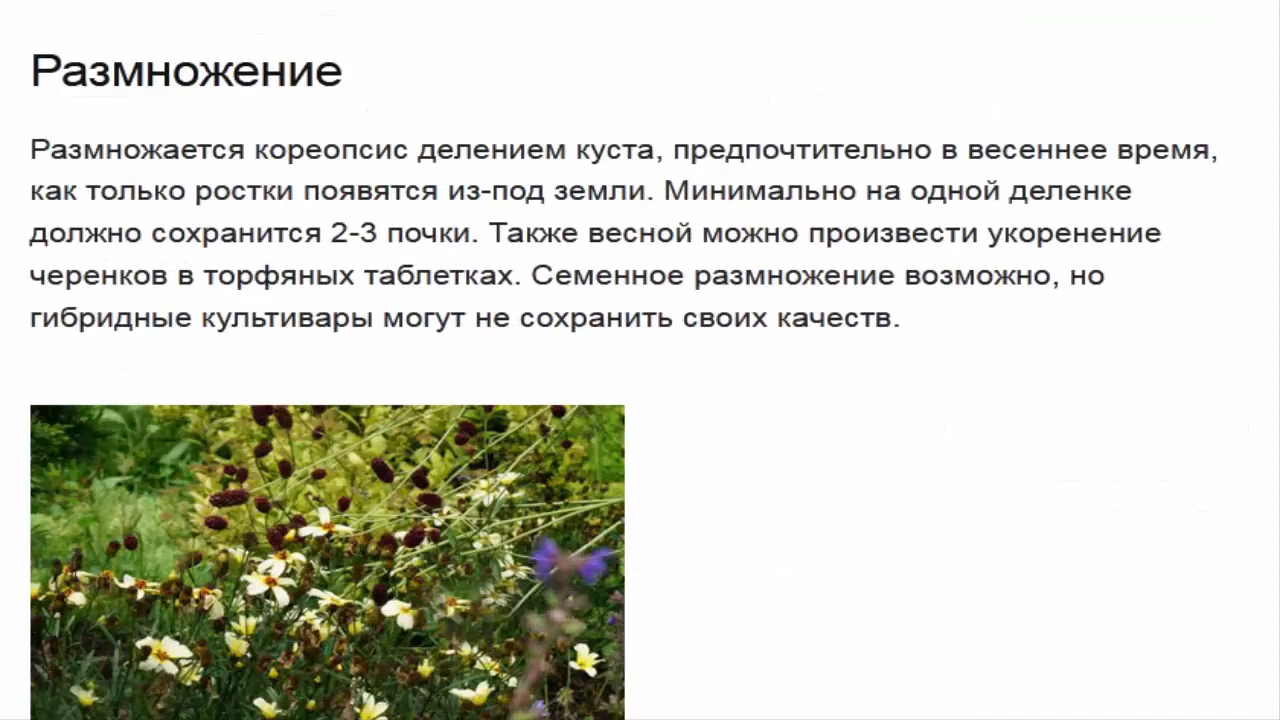 Размножение
Размножается кореопсис делением куста, предпочтительно в весеннее время,
как только ростки появятся из-под земли. Минимально на одной деленке
должно сохранится 2-3 почки. Также весной можно произвести укоренение
черенков в торфяных таблетках. Семенное размножение возможно, но
гибридные культивары могут не сохранить своих качеств.